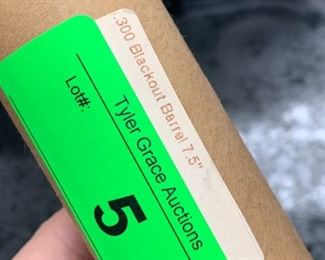 .300 Blackout Barrel 7.5"
Tyler Grace Auctions
Lot#:
5